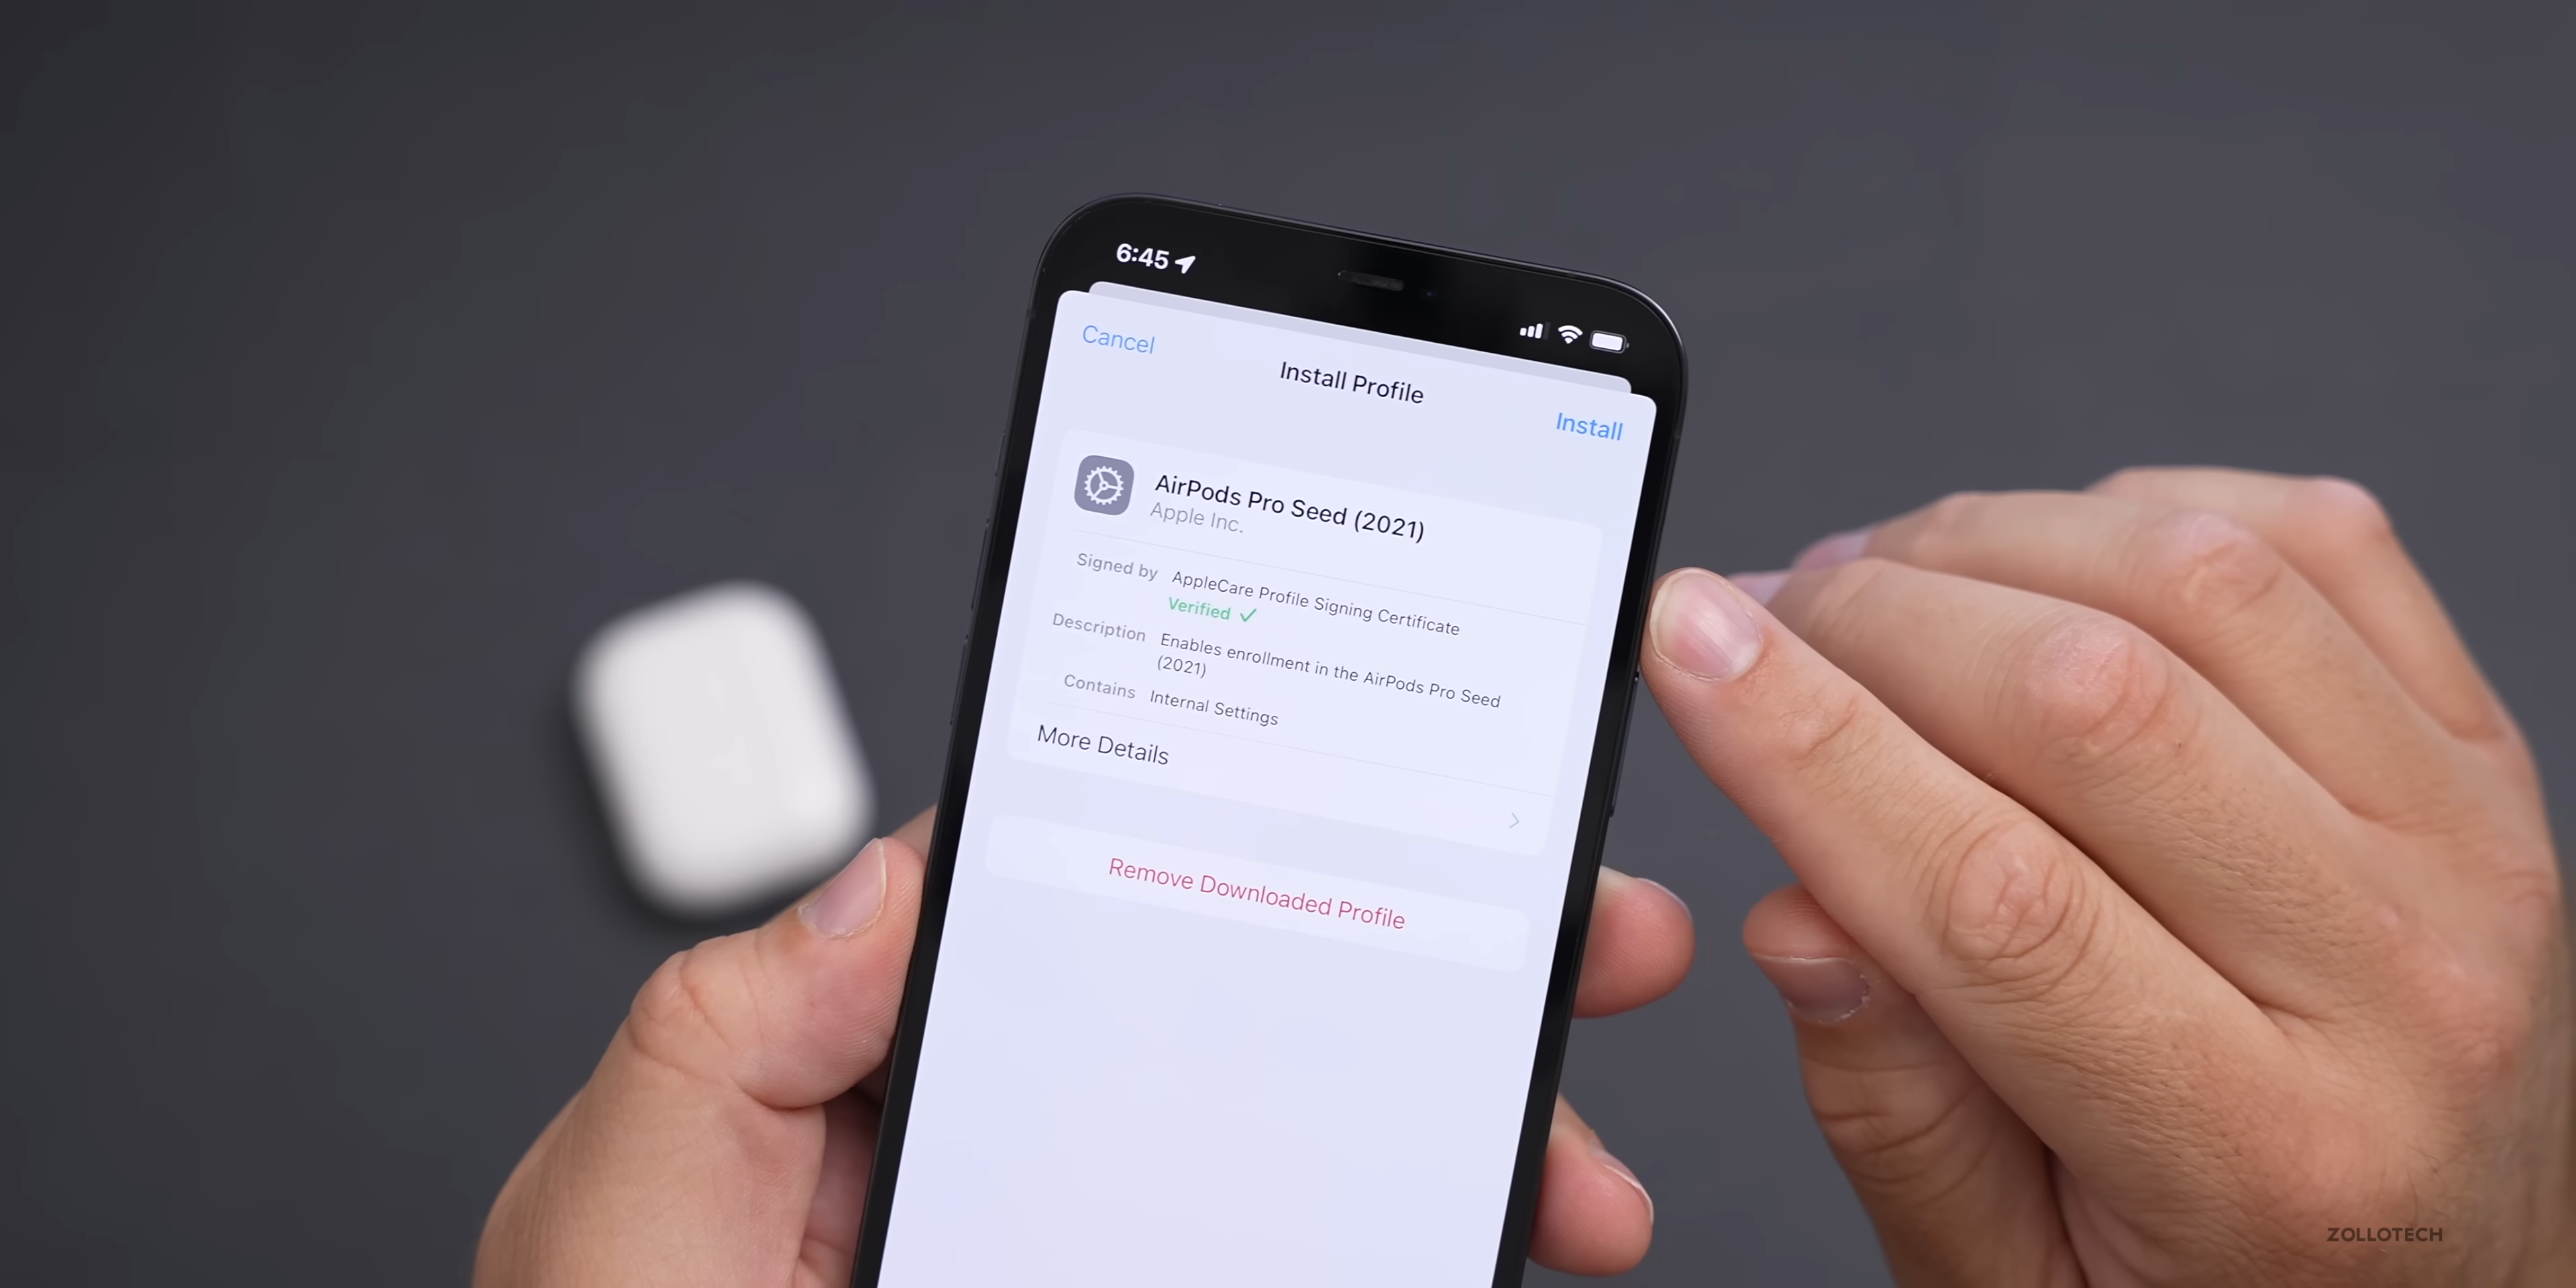 6:45
Cancel
Install Profile
Install
AirPods Pro Seed (2021)
Apple Inc.
Signed by AppleCare Profile Signing Certificate
Verified ✓
Description Enables enrollment in the AirPods Pro Seed
(2021)
Contains Internal Settings
More Details
Remove Downloaded Profile
ZOLLOTECH